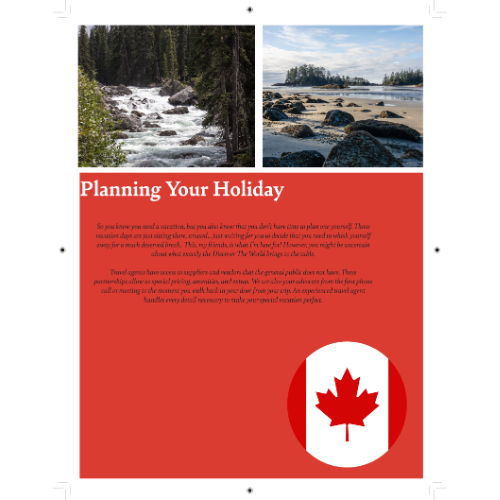 Planning Your Holiday
So you know you need a vacation, but you also know that you don't have time to plan one yourself. Those
vacation days are just sitting there, unused... just waiting for you to decide that you need to whisk yourself
away for a much deserved break. This, my friends, is what I'm here for! However, you might be uncertain
about what exactly the Discover The World brings to the table.
Travel agents have access to suppliers and vendors that the general public does not have. These
partnerships allow us special pricing, amenities, and extras. We are also your advocate from the first phone
call or meeting to the moment you walk back in your door from your trip. An experienced travel agent
handles every detail necessary to make your special vacation perfect.